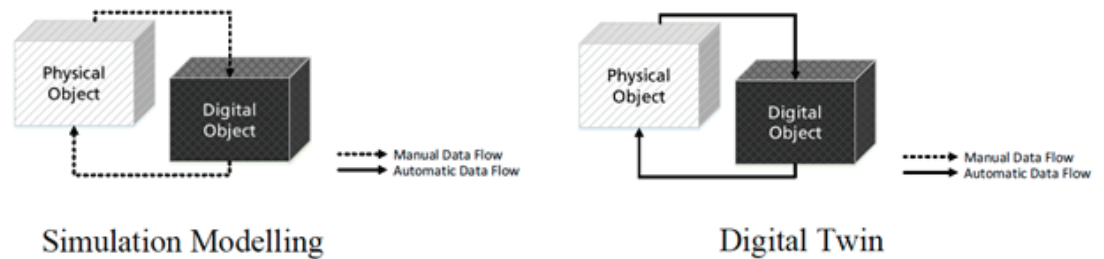 Physical
Object
Digital
Object
Manual Data Flow
Automatic Data Flow
Simulation Modelling
Physical
Object
Digital
Object
Manual Data Flow
Automatic Data Flow
Digital Twin